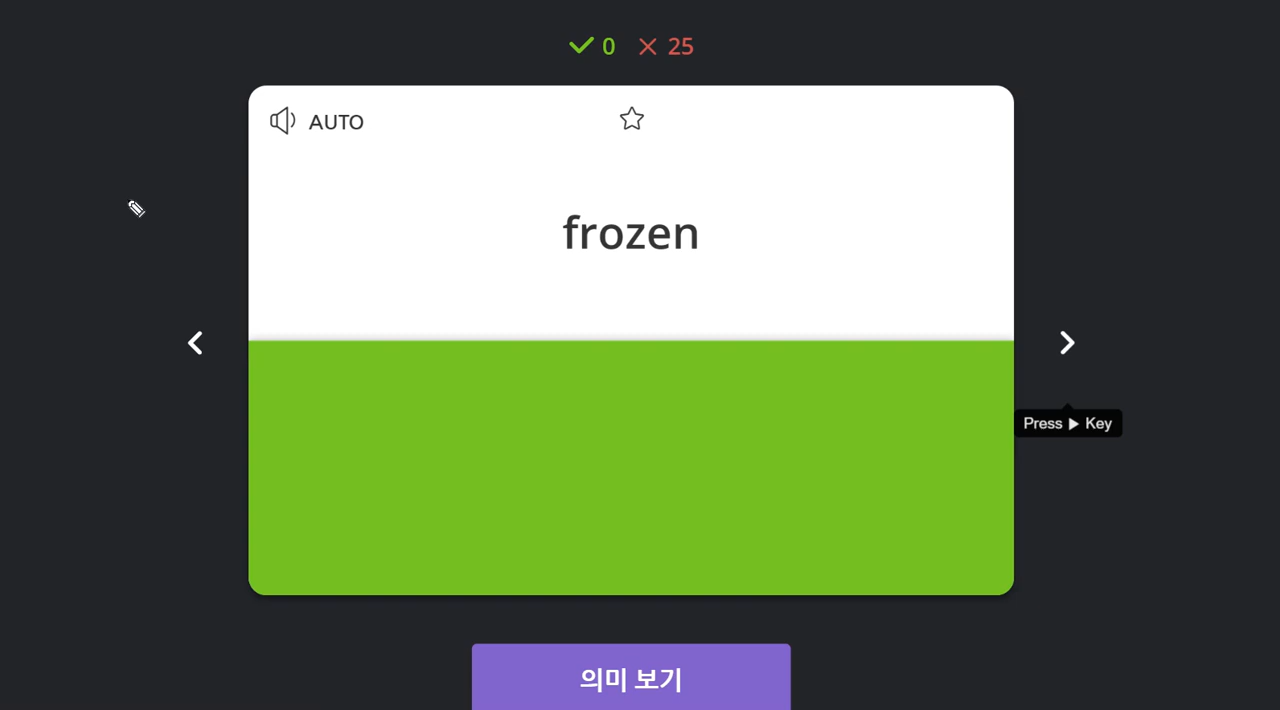 0 25
AUTO
frozen
Press ▶ Key
의미 보기